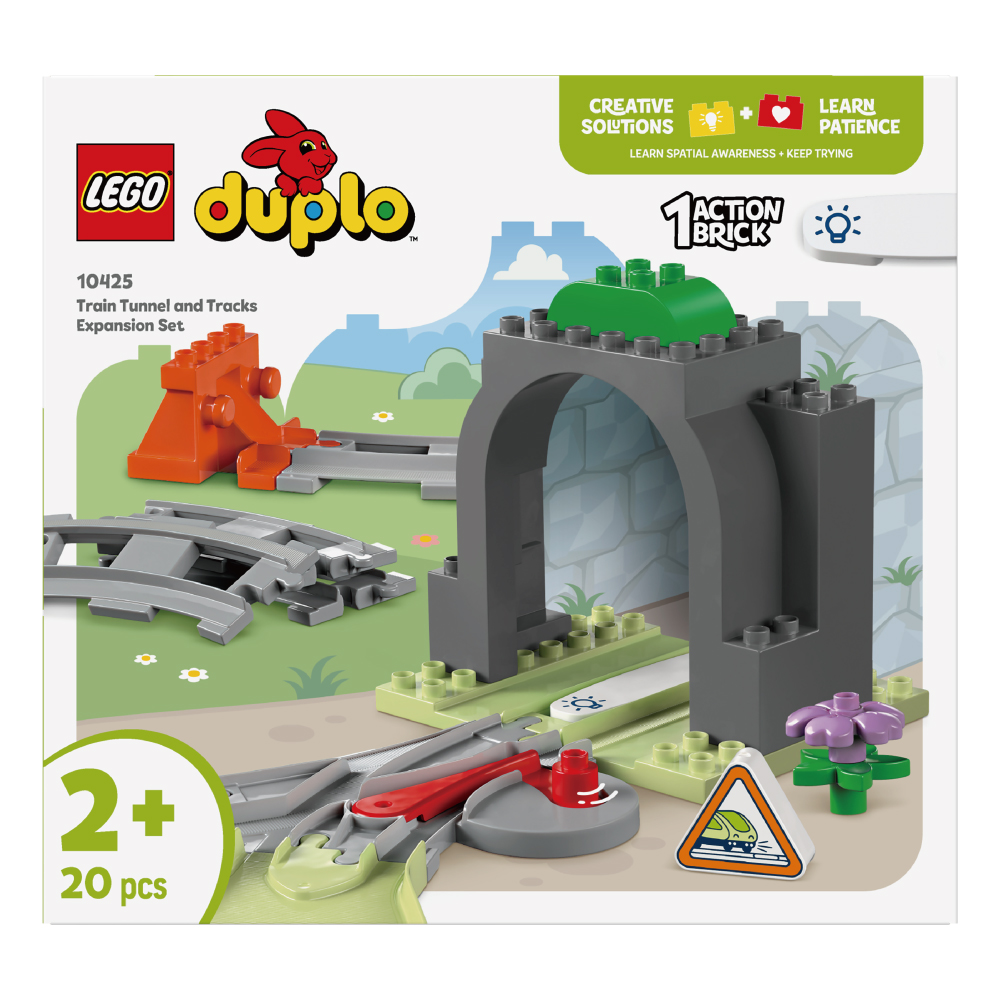 CREATIVE SOLUTIONS + LEARN PATIENCE
LEARN SPATIAL AWARENESS + KEEP TRYING
LEGO duplo™
1 ACTION BRICK
10425
Train Tunnel and Tracks
Expansion Set
2+
20 pcs